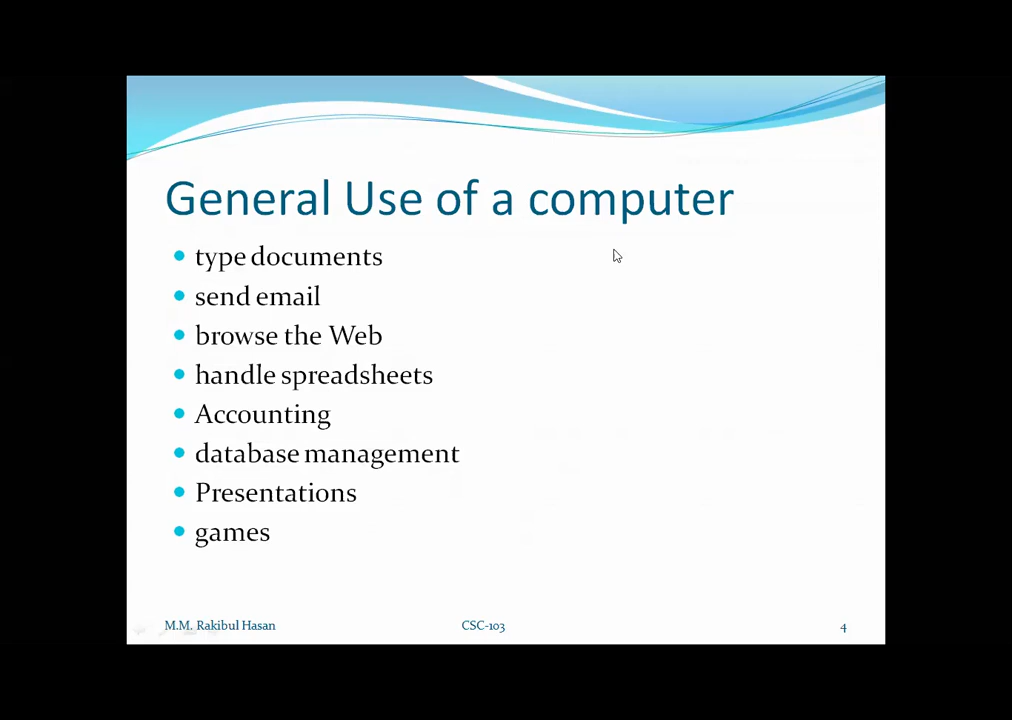 General Use of a computer
type documents
send email
browse the Web
handle spreadsheets
Accounting
database management
Presentations
games
M.M. Rakibul Hasan
CSC-103
4